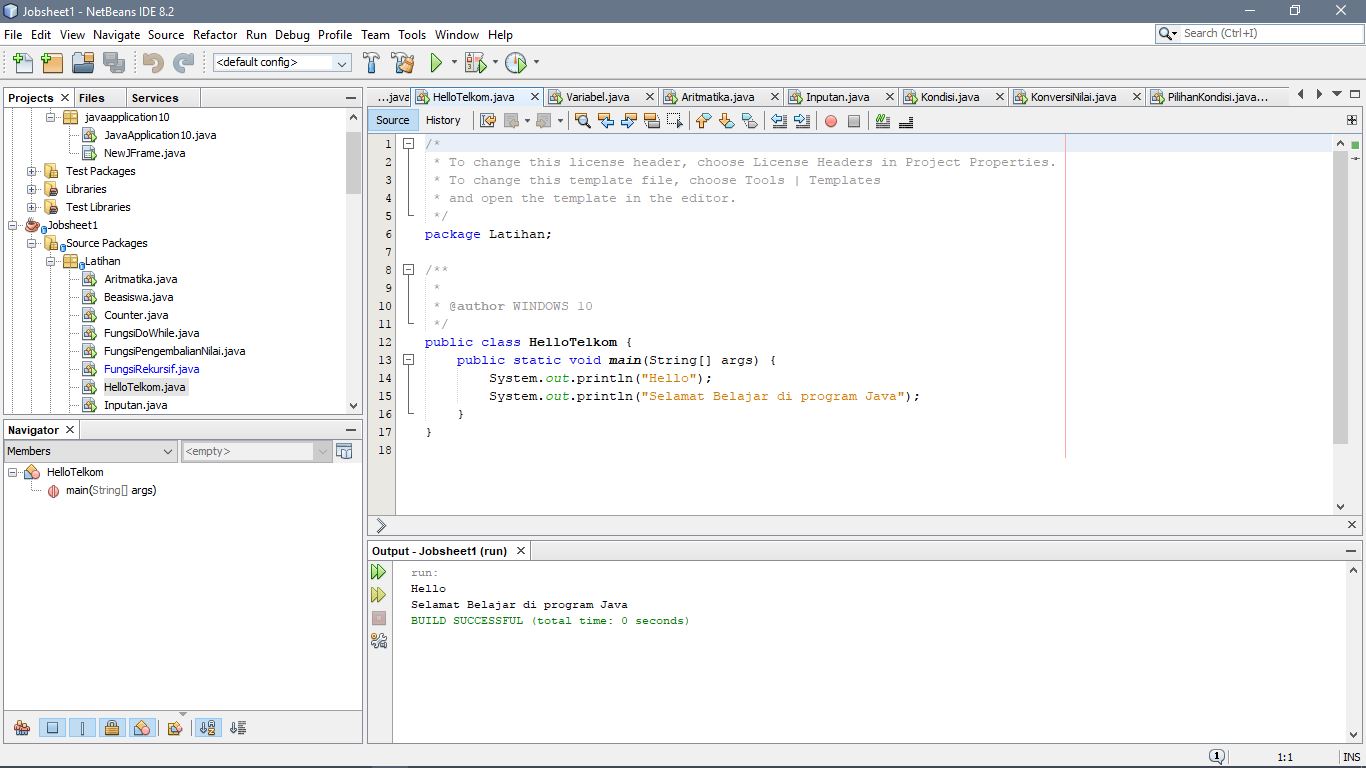 Jobsheet1 - NetBeans IDE 8.2
File Edit View Navigate Source Refactor Run Debug Profile Team Tools Window Help
Search (Ctrl+I)
<default config>
Projects Files Services
javaapplication10
JavaApplication10.java
NewJFrame.java
Test Packages
Libraries
Test Libraries
Jobsheet1
Source Packages
Latihan
Aritmatika.java
Beasiswa.java
Counter.java
FungsiDoWhile.java
FungsiPengembalianNilai.java
FungsiRekursif.java
HelloTelkom.java
Inputan.java
Navigator
Members <empty>
HelloTelkom
main(String[] args)
...java HelloTelkom.java Variabel.java Aritmatika.java Inputan.java Kondisi.java KonversiNilai.java PilihanKondisi.java...
Source History
1 /*
2 * To change this license header, choose License Headers in Project Properties.
3 * To change this template file, choose Tools | Templates
4 * and open the template in the editor.
5 */
6 package Latihan;
7
8 /**
9 *
10 * @author WINDOWS 10
11 */
12 public class HelloTelkom {
13 public static void main(String[] args) {
14 System.out.println("Hello");
15 System.out.println("Selamat Belajar di program Java");
16 }
17 }
18
Output - Jobsheet1 (run)
run:
Hello
Selamat Belajar di program Java
BUILD SUCCESSFUL (total time: 0 seconds)
1 1:1 INS